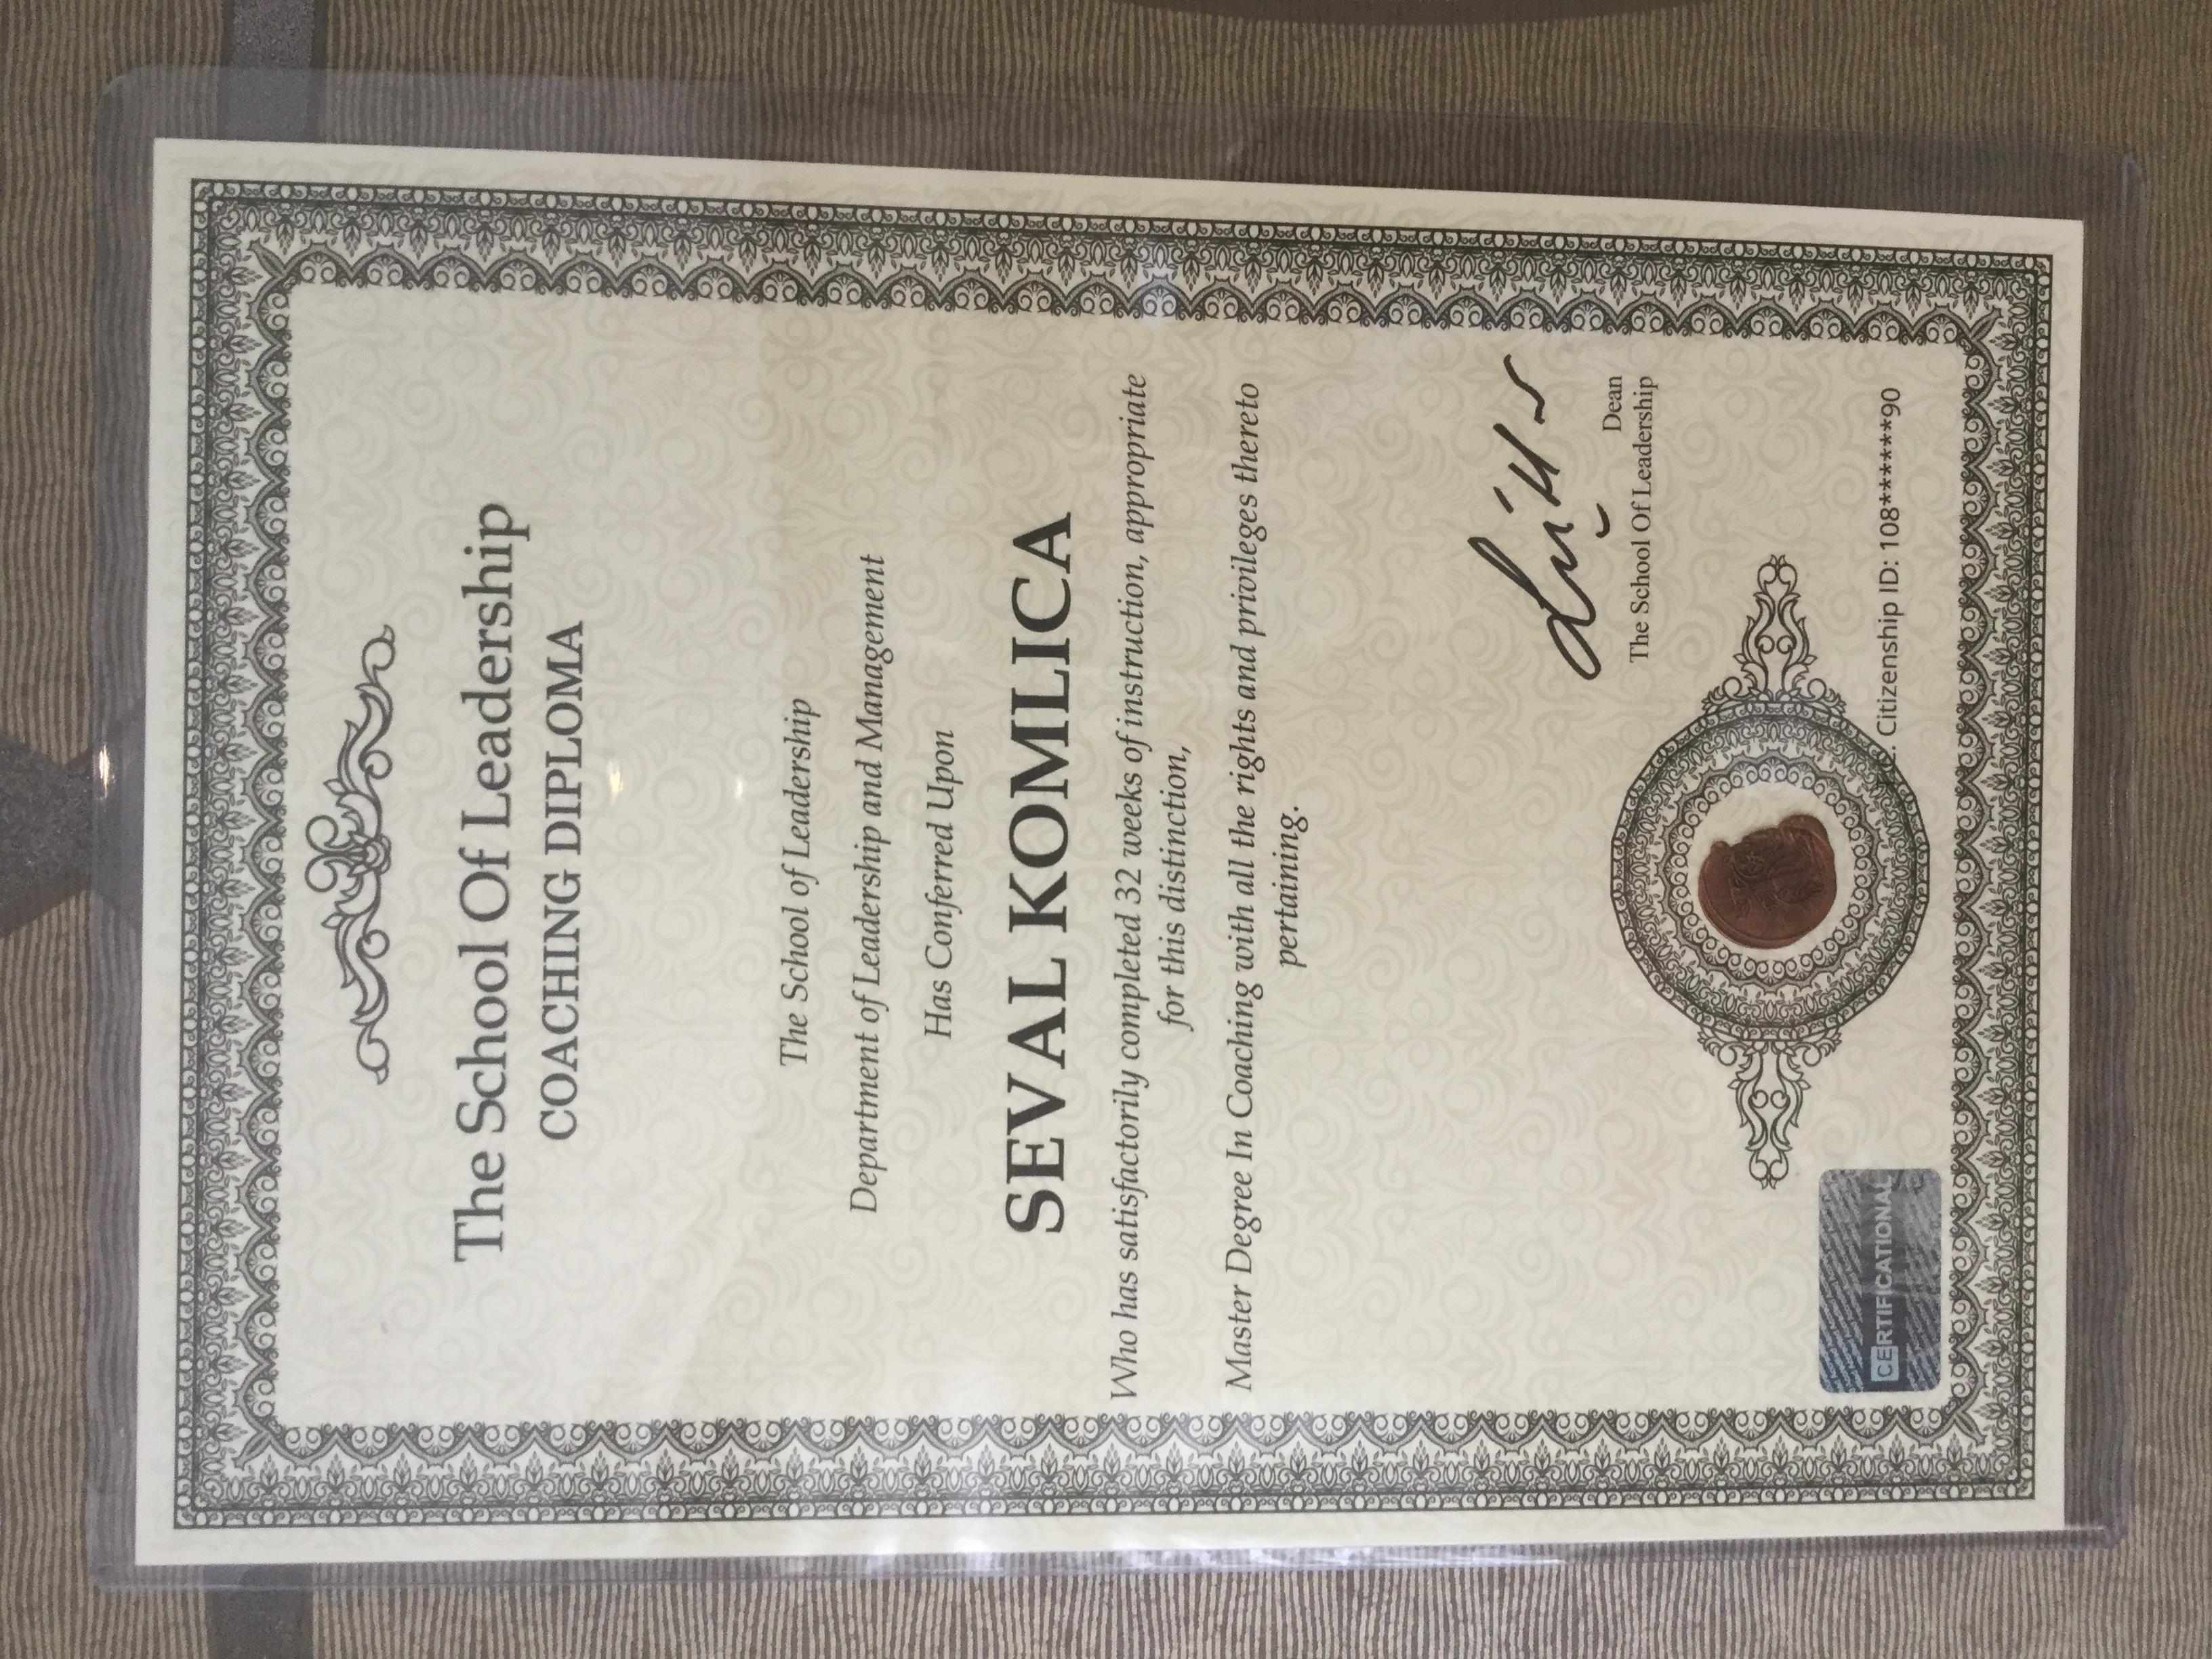 The School Of Leadership
COACHING DIPLOMA
The School of Leadership
Department of Leadership and Management
Has Conferred Upon
SEVAL KOMLICA
Who has satisfactorily completed 32 weeks of instruction, appropriate
for this distinction,
Master Degree In Coaching with all the rights and privileges thereto
pertaining.
Dean
The School Of Leadership
Citizenship ID: 108******90
CERTIFICATIONAL